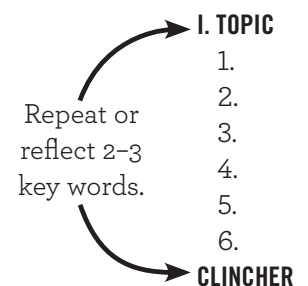 I. TOPIC
1.
2.
3.
4.
5.
6.
CLINCHER
Repeat or
reflect 2–3
key words.